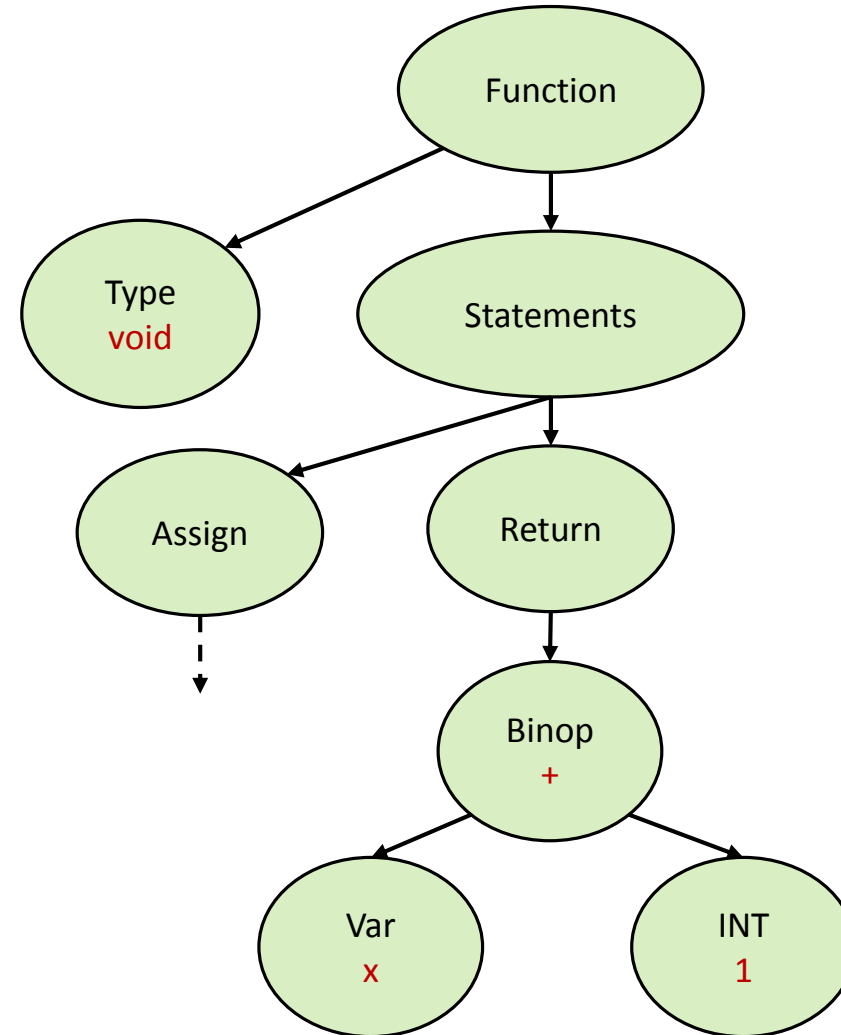 Function
Type
void
Statements
Assign
Return
Binop
+
Var
x
INT
1